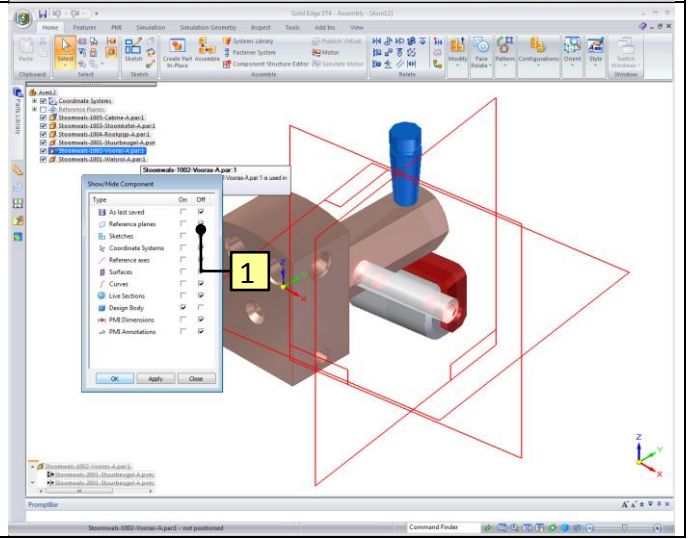 Solid Edge ST4 - Assembly - [Asm12]
Home Features PMI Simulation Simulation Geometry Inspect Tools Add Ins View
Paste
Select
Sketch
Create Part In-Place
Assemble
Systems Library
Fastener System
Component Structure Editor
Publish Virtual
Motor
Simulate Motor
Modify
Face Relate
Pattern
Configurations
Orient
Style
Switch Windows
Clipboard Select Sketch Assemble Relate Window
Parts Library
Asm12
Coordinate Systems
Reference Planes
Stoomwals-1005-Cabine-A.par:1
Stoomwals-1003-Stoomketel-A.par:1
Stoomwals-1004-Rookpijp-A.par:1
Stoomwals-2001-Stuurbeugel-A.psm
Stoomwals-1002-Vooras-A.par:1
Stoomwals-1001-Walsrol-A.par:1
Stoomwals-1002-Vooras-A.par:1
Vooras-A.par:1 is used in
Show/Hide Component
Type On Off
As last saved
Reference planes
Sketches
Coordinate Systems
Reference axes
Surfaces
Curves
Live Sections
Design Body
PMI Dimensions
PMI Annotations
OK Apply Close
1
Z
Y
X
Z
Y
X
Stoomwals-1002-Vooras-A.par:1
Stoomwals-2001-Stuurbeugel-A.psm:
Stoomwals-2001-Stuurbeugel-A.psm:
PromptBar
Stoomwals-1002-Vooras-A.par:1 - not positioned
Command Finder